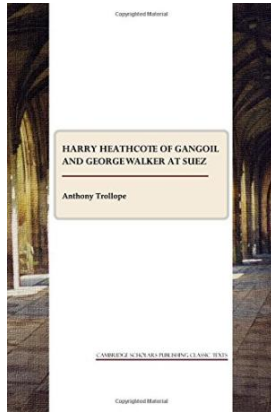 Copyrighted Material
HARRY HEATHCOTE OF GANGOIL
AND GEORGE WALKER AT SUEZ
Anthony Trollope
CAMBRIDGE SCHOLARS PUBLISHING CLASSIC TEXTS
Copyrighted Material